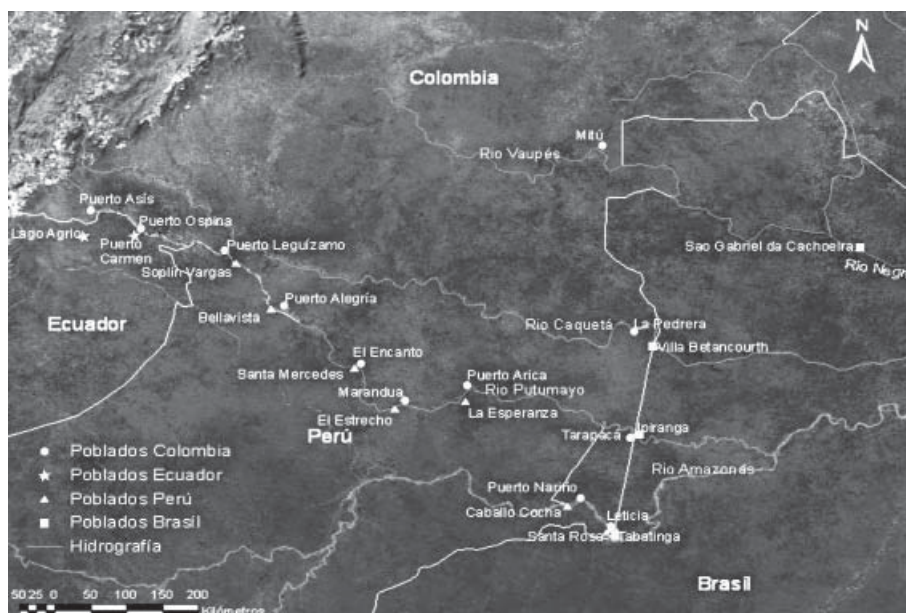 N
Colombia
Mitú
Rio Vaupés
Puerto Asís
Puerto Ospina
Lago Agrio
Puerto
Carmen
Puerto Leguízamo
Soplín Vargas
Sao Gabriel da Cachoeira
Rio Negr
Puerto Alegría
Bellavista
Ecuador
Rio Caquetá
La Pedrera
Villa Betancourth
El Encanto
Santa Mercedes
Puerto Arica
Marandua
Rio Putumayo
El Estrecho
La Esperanza
Perú
Tarapacá
Ipiranga
Poblados Colombia
Poblados Ecuador
Poblados Perú
Poblados Brasil
Hidrografía
Rio Amazonas
Puerto Nariño
Caballo Cocha
Leticia
Santa Rosa
Tabatinga
Brasil
50 25 0 50 100 150 200
Kilómetros